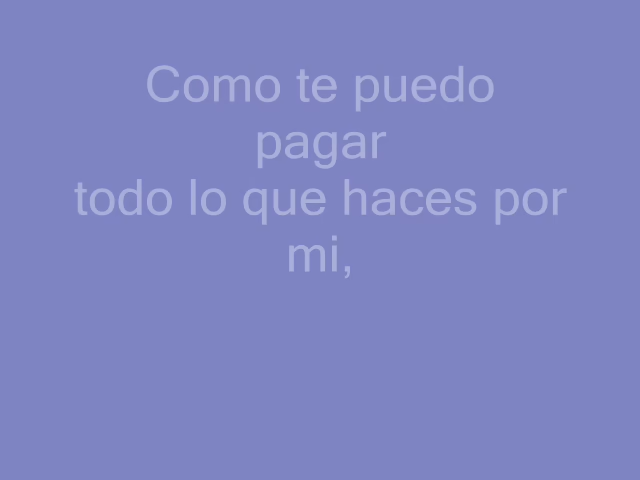 Como te puedo
pagar
todo lo que haces por
mi,